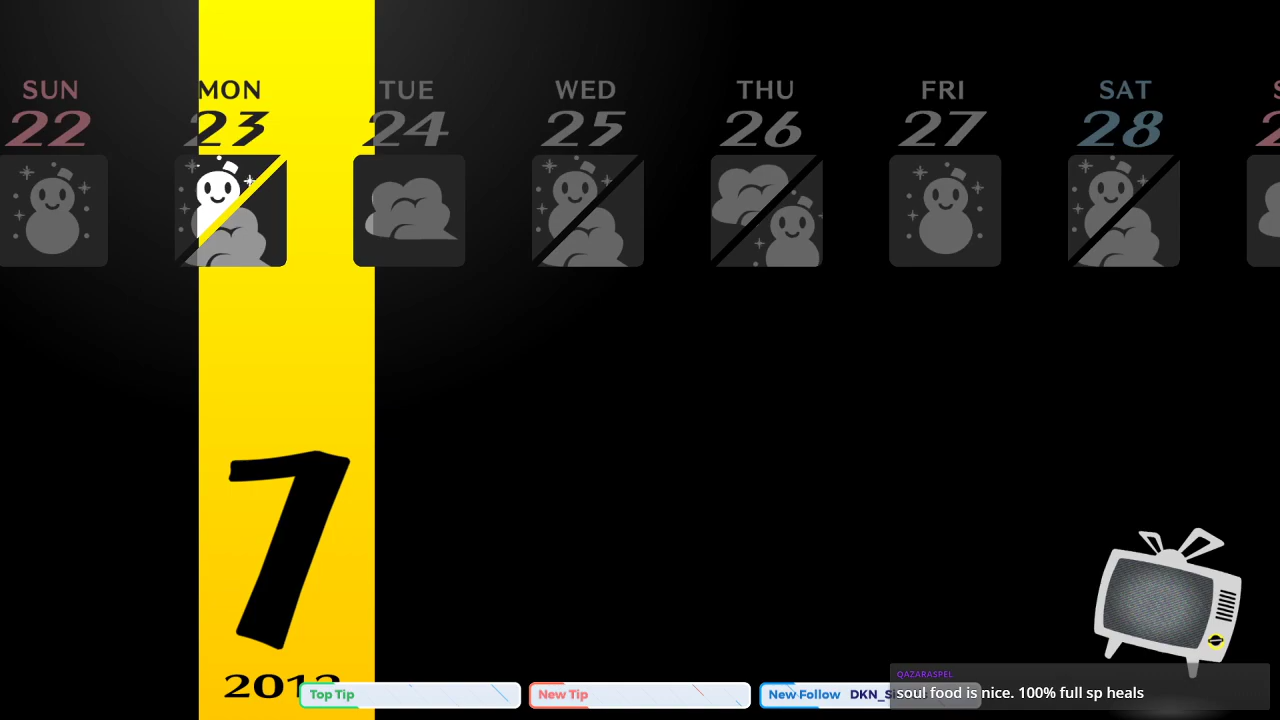 SUN MON TUE WED THU FRI SAT
22 23 24 25 26 27 28
1
Top Tip New Tip New Follow
QAZARASPEL
soul food is nice. 100% full sp heals